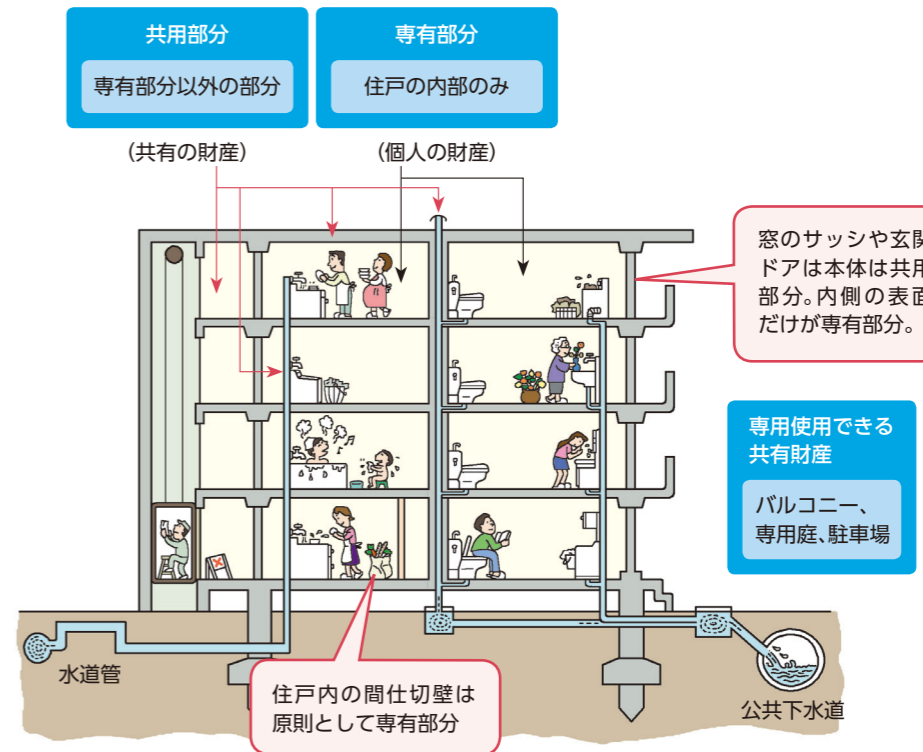 共用部分
専有部分以外の部分
(共有の財産)
専有部分
住戸の内部のみ
(個人の財産)
窓のサッシや玄関
ドアは本体は共用
部分。内側の表面
だけが専有部分。
専用使用できる
共有財産
バルコニー、
専用庭、駐車場
住戸内の間仕切壁は
原則として専有部分
水道管
公共下水道